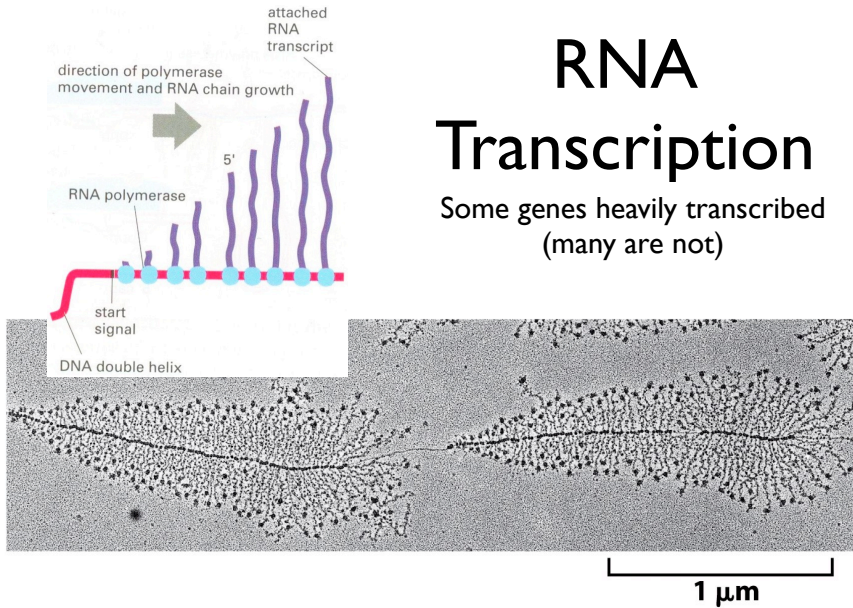 attached
RNA
transcript
direction of polymerase
movement and RNA chain growth
5'
RNA polymerase
start
signal
DNA double helix
RNA
Transcription
Some genes heavily transcribed
(many are not)
1 μm